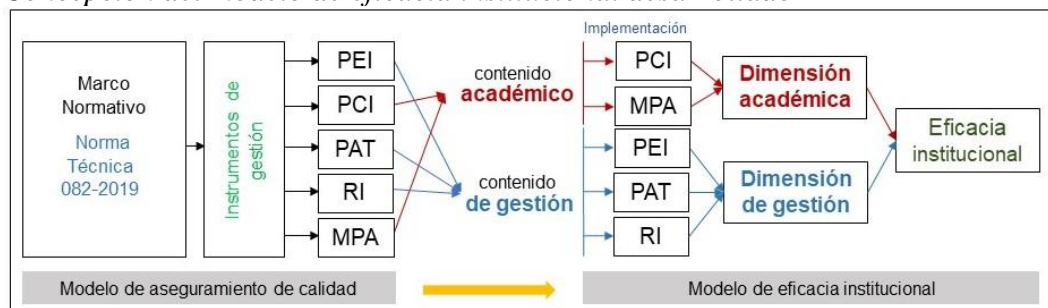 Implementación
Marco
Normativo
Norma
Técnica
082-2019
Instrumentos de
gestión
PEI
PCI
PAT
RI
MPA
contenido
académico
contenido
de gestión
PCI
MPA
PEI
PAT
RI
Dimensión
académica
Dimensión
de gestión
Eficacia
institucional
Modelo de aseguramiento de calidad
Modelo de eficacia institucional